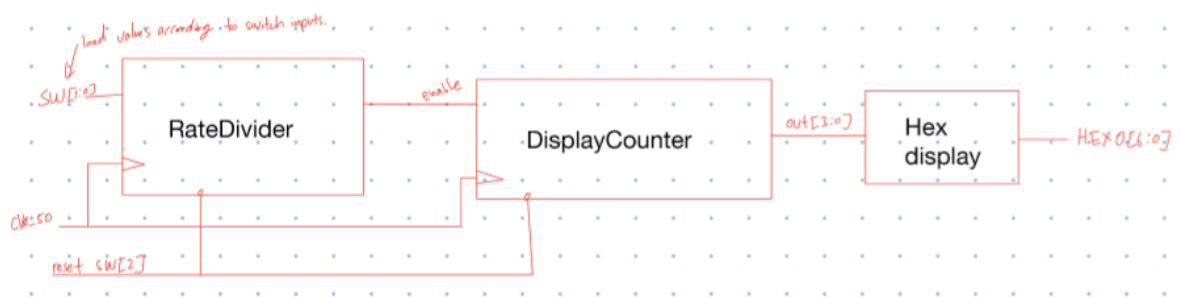 load values according to switch inputs.
SW[1:0]
RateDivider
enable
DisplayCounter
out[3:0]
Hex
display
HEX0[6:0]
Clk_50
reset SW[2]